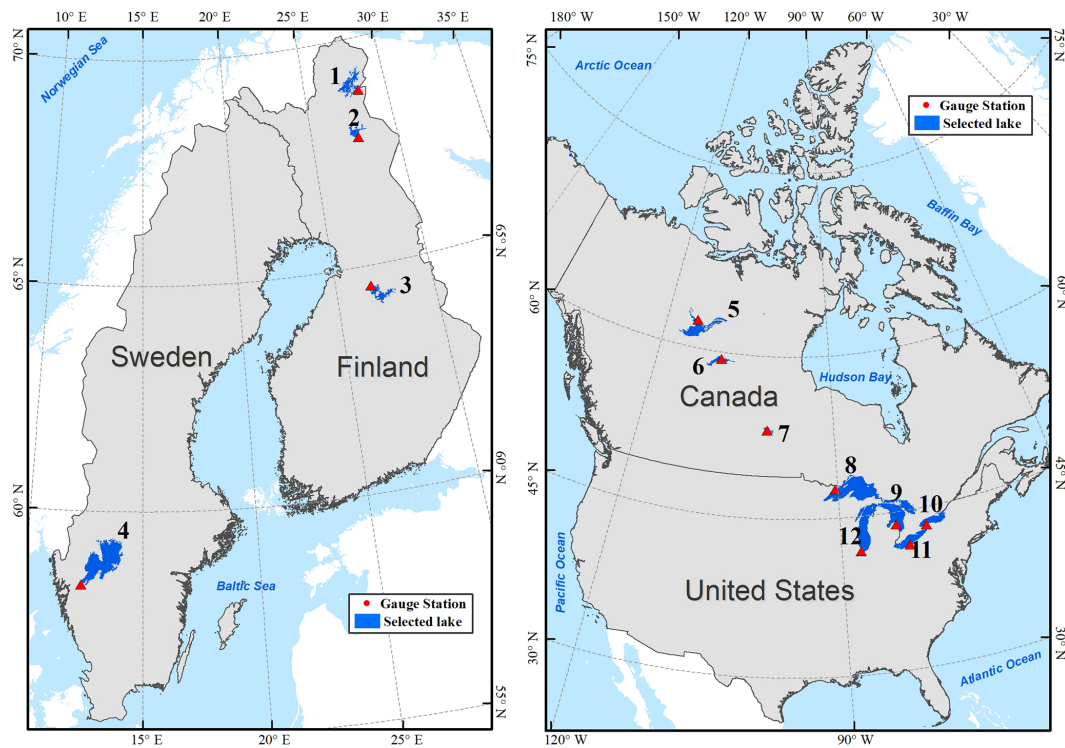 10° E
15° E
20° E
25° E
30° E
35° E
70° N
Norwegian Sea
1
2
65° N
65° N
3
Sweden
Finland
60° N
60° N
4
Baltic Sea
Gauge Station
Selected lake
55° N
15° E
20° E
25° E
180° W
150° W
120° W
90° W
60° W
30° W
75° N
75° N
Arctic Ocean
Gauge Station
Selected lake
Baffin Bay
60° N
60° N
5
6
Hudson Bay
Canada
7
45° N
45° N
8
9
10
12
11
Pacific Ocean
United States
30° N
30° N
Atlantic Ocean
120° W
90° W